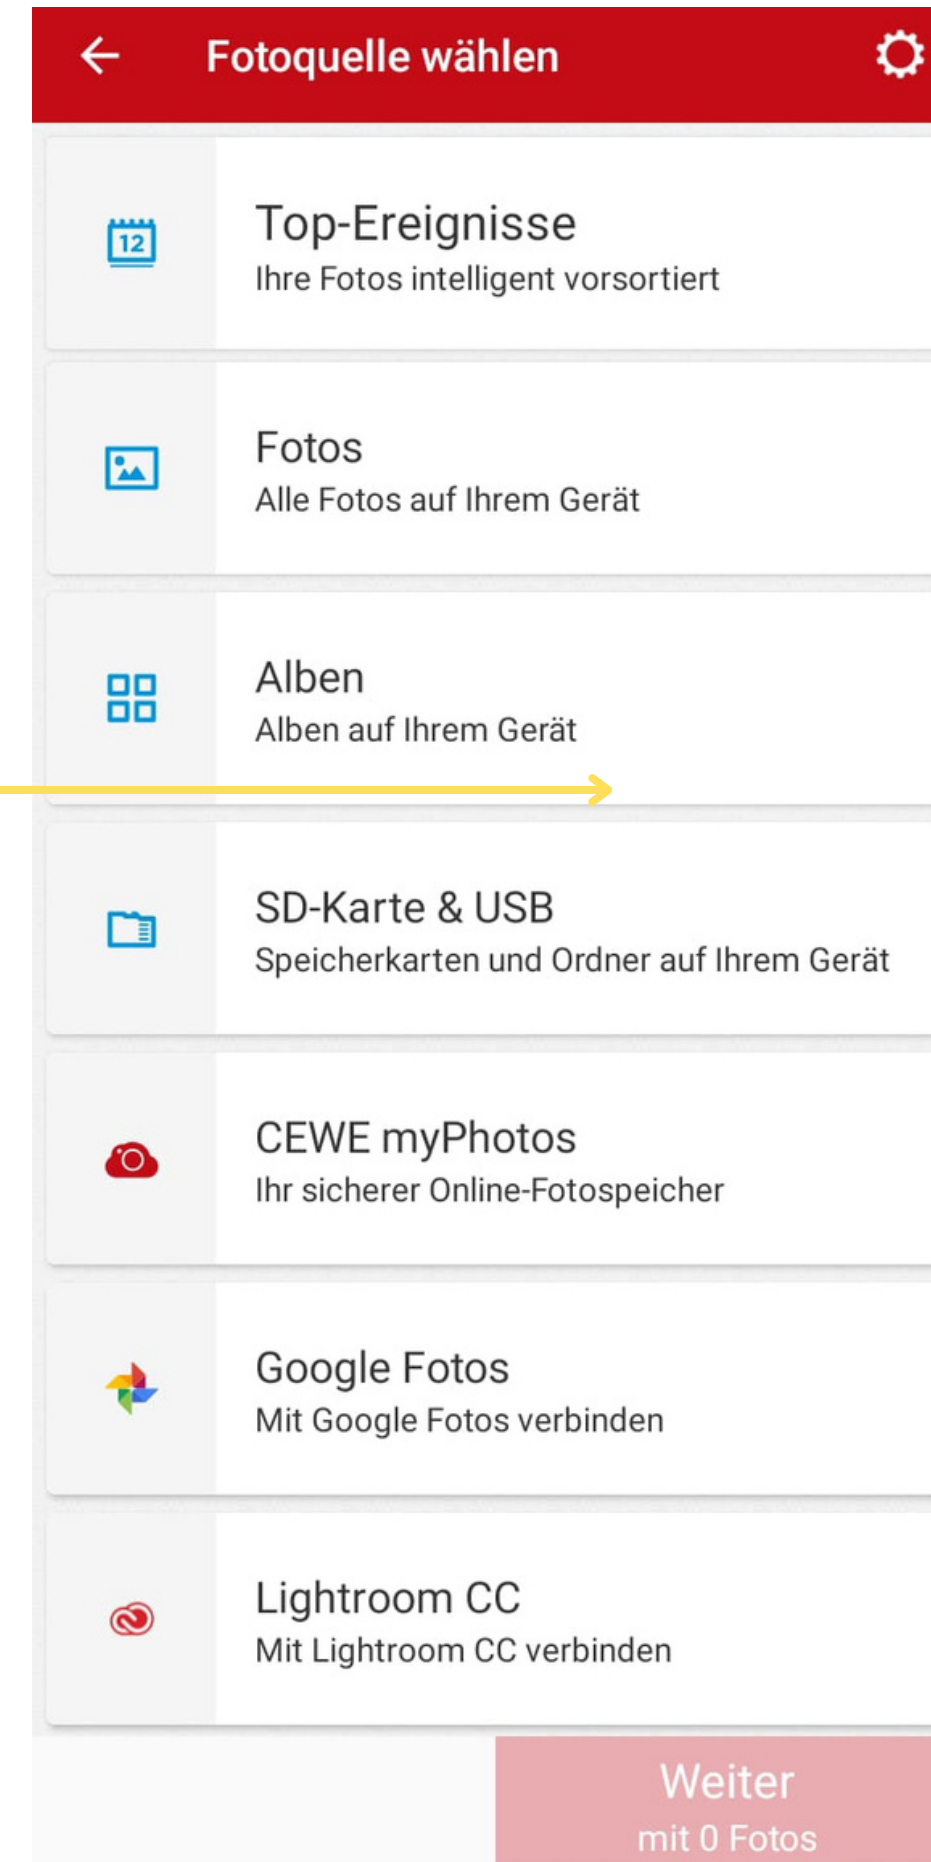 Fotoquelle wählen
12
Top-Ereignisse
Ihre Fotos intelligent vorsortiert
Fotos
Alle Fotos auf Ihrem Gerät
Alben
Alben auf Ihrem Gerät
SD-Karte & USB
Speicherkarten und Ordner auf Ihrem Gerät
CEWE myPhotos
Ihr sicherer Online-Fotospeicher
Google Fotos
Mit Google Fotos verbinden
Lightroom CC
Mit Lightroom CC verbinden
Weiter
mit 0 Fotos